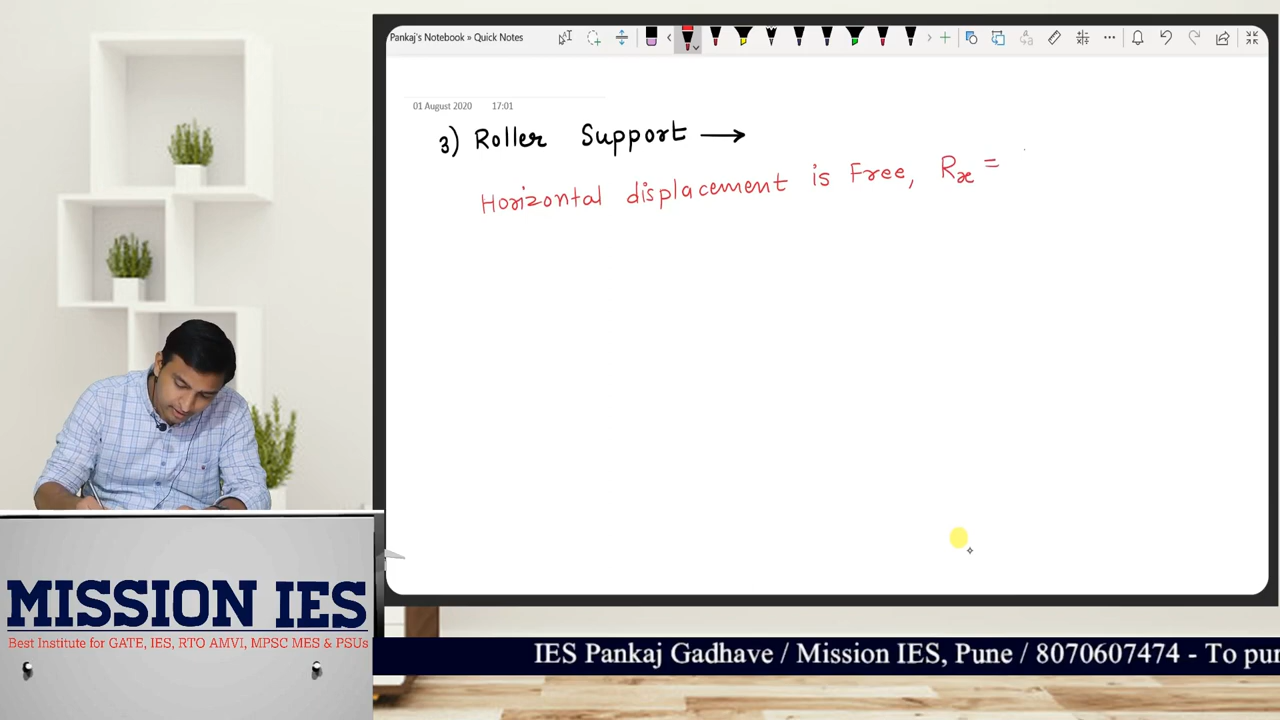 Pankaj's Notebook » Quick Notes
01 August 2020 17:01
3) Roller Support →
Horizontal displacement is Free, Rx =
MISSION IES
Best Institute for GATE, IES, RTO AMVI, MPSC MES & PSUs
IES Pankaj Gadhave / Mission IES, Pune / 8070607474 - To pur